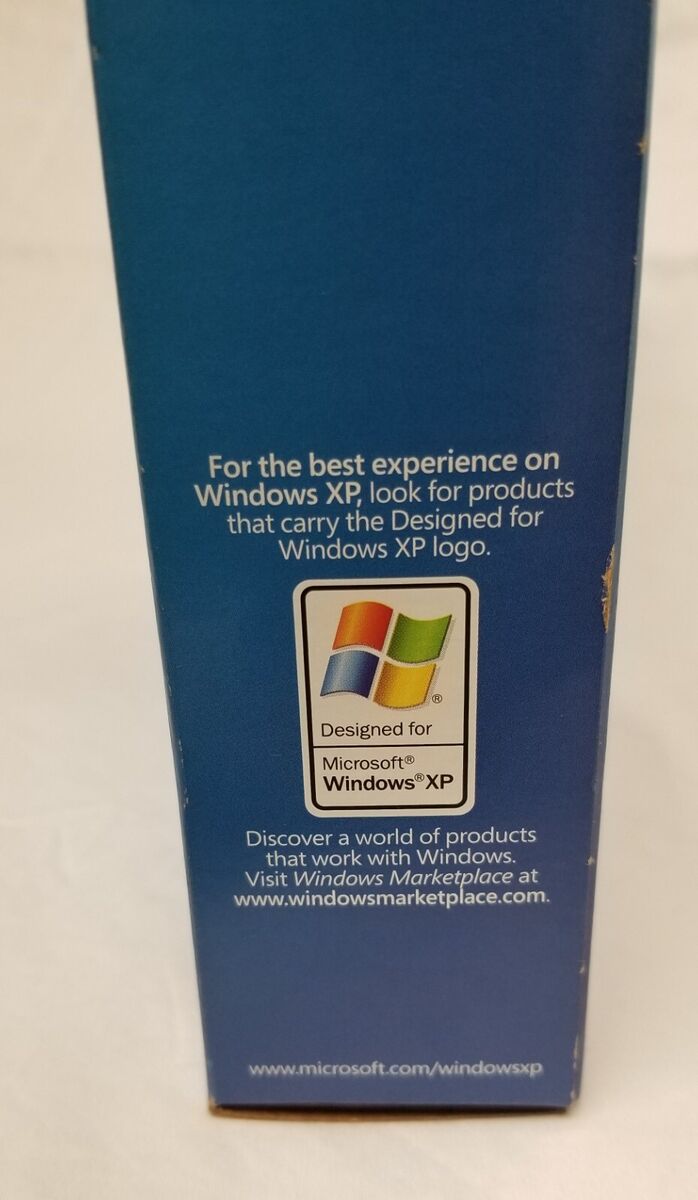 For the best experience on
Windows XP, look for products
that carry the Designed for
Windows XP logo.
®
Designed for
Microsoft®
Windows®XP
Discover a world of products
that work with Windows.
Visit Windows Marketplace at
www.windowsmarketplace.com.
www.microsoft.com/windowsxp